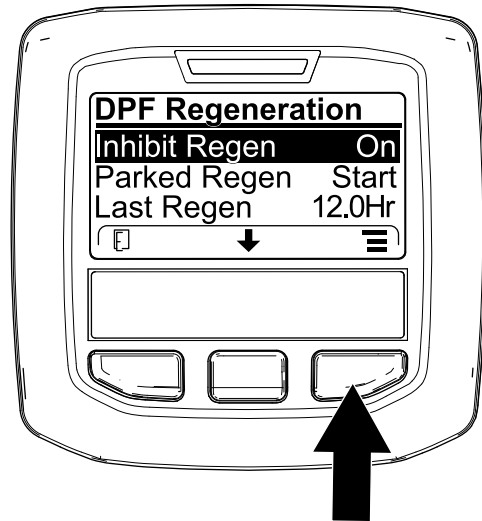 DPF Regeneration
Inhibit Regen On
Parked Regen Start
Last Regen 12.0Hr